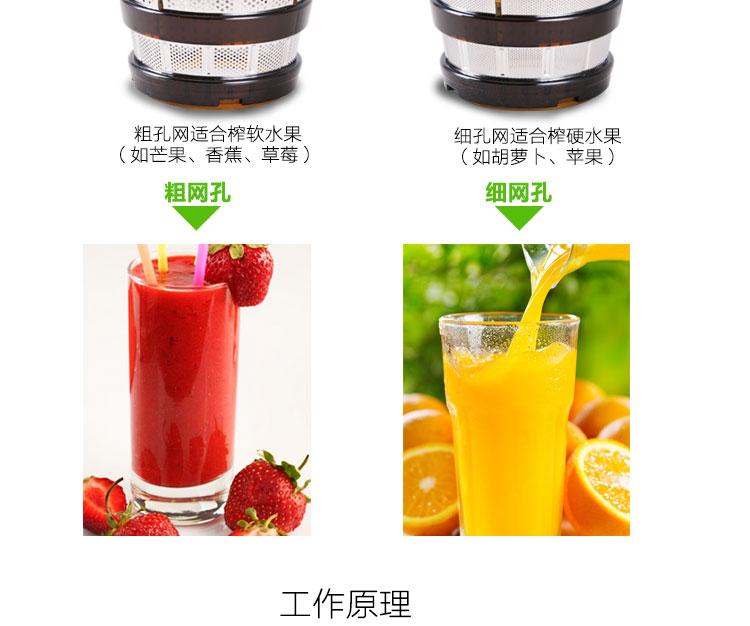 粗孔网适合榨软水果
（如芒果、香蕉、草莓）
粗网孔
细孔网适合榨硬水果
（如胡萝卜、苹果）
细网孔
工作原理